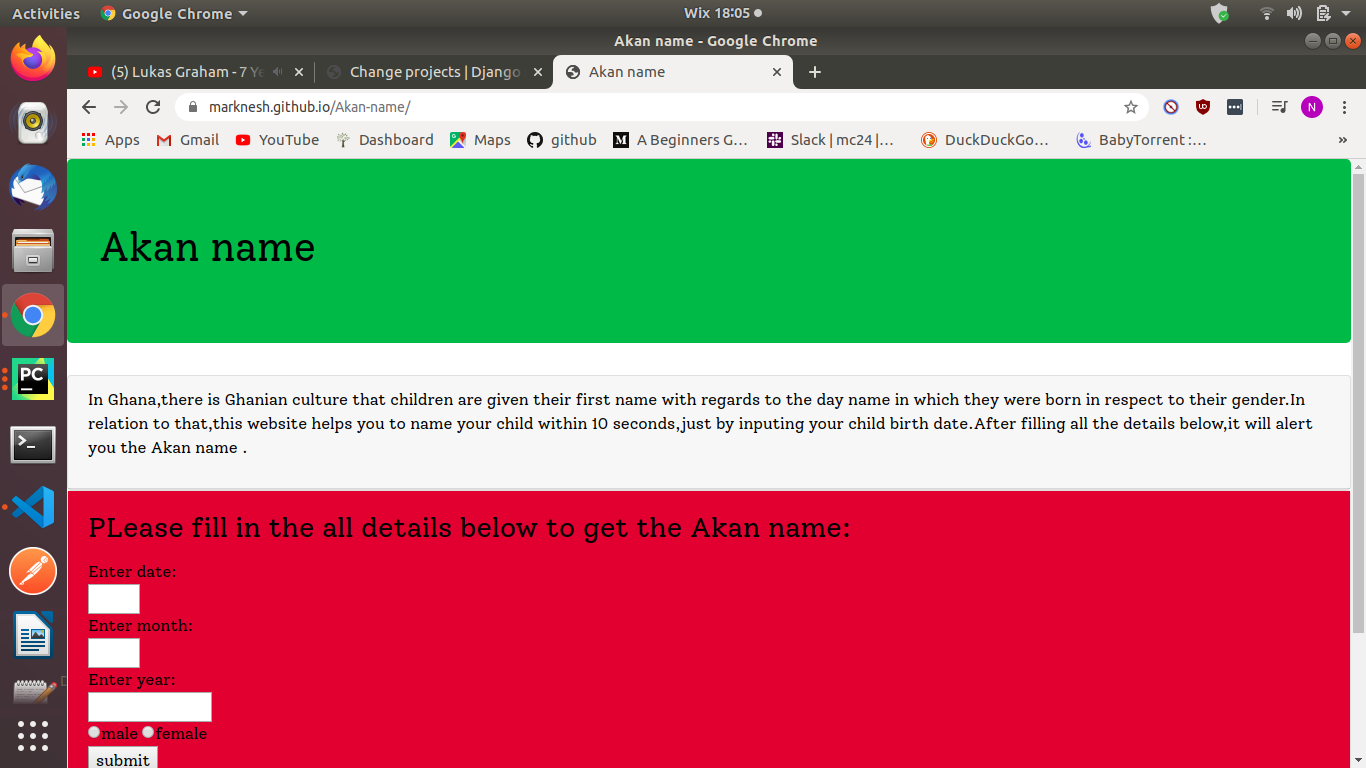 Activities Google Chrome Wix 18:05
Akan name - Google Chrome
(5) Lukas Graham - 7 Ye Change projects | Django Akan name
marknesh.github.io/Akan-name/ N
Apps Gmail YouTube Dashboard Maps github A Beginners G… Slack | mc24 |… DuckDuckGo… BabyTorrent :… »
Akan name
In Ghana,there is Ghanian culture that children are given their first name with regards to the day name in which they were born in respect to their gender.In
relation to that,this website helps you to name your child within 10 seconds,just by inputing your child birth date.After filling all the details below,it will alert
you the Akan name .
PLease fill in the all details below to get the Akan name:
Enter date:
Enter month:
Enter year:
male female
submit
PC